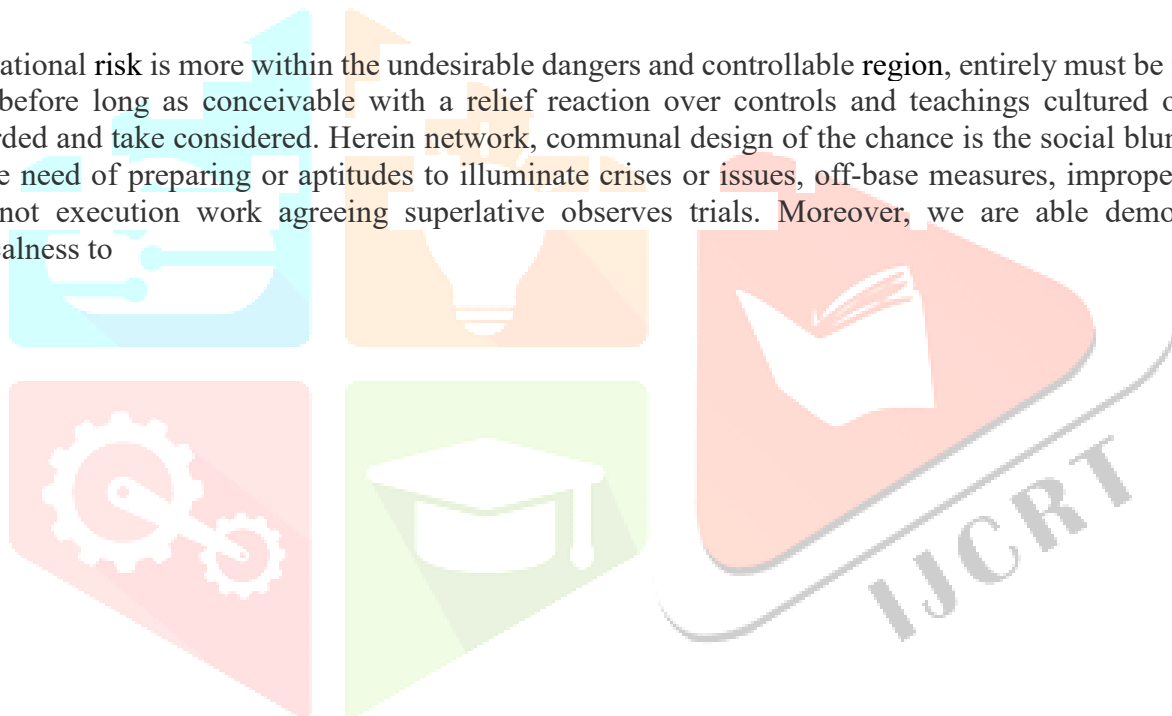 ational risk is more within the undesirable dangers and controllable region, entirely must be
before long as conceivable with a relief reaction over controls and teachings cultured o
rded and take considered. Herein network, communal design of the chance is the social blur
e need of preparing or aptitudes to illuminate crises or issues, off-base measures, imprope
not execution work agreeing superlative observes trials. Moreover, we are able demo
alness to
IJCRT